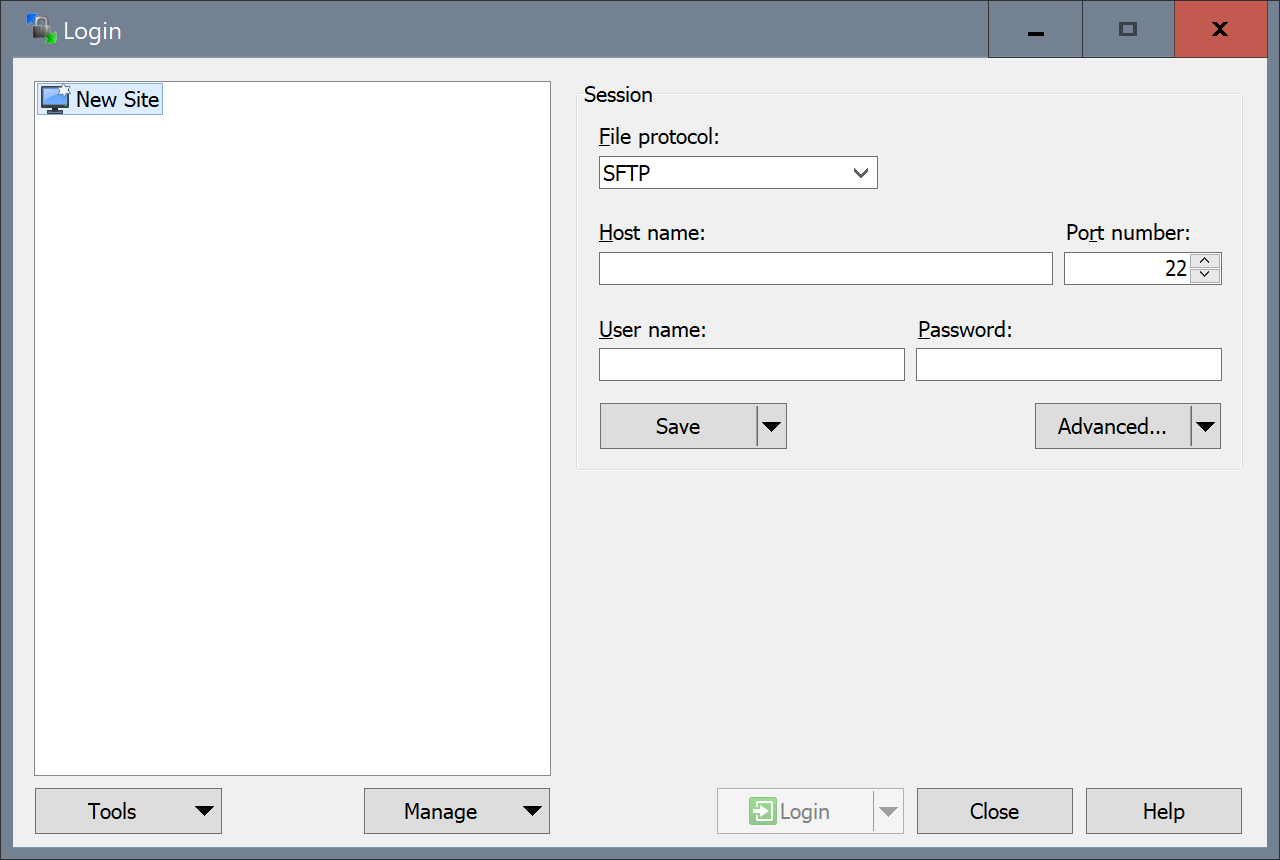 Login
New Site
Session
File protocol:
SFTP
Host name:
Port number:
22
User name:
Password:
Save
Advanced...
Tools
Manage
Login
Close
Help